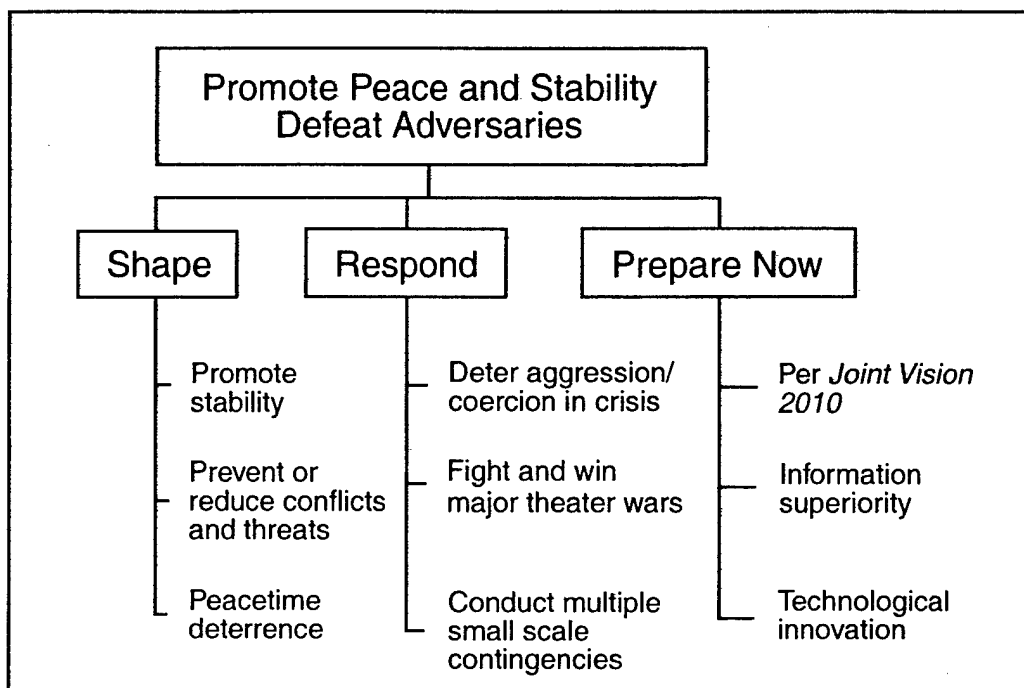 Promote Peace and Stability
Defeat Adversaries
Shape
Respond
Prepare Now
Promote
stability
Prevent or
reduce conflicts
and threats
Peacetime
deterrence
Deter aggression/
coercion in crisis
Fight and win
major theater wars
Conduct multiple
small scale
contingencies
Per Joint Vision
2010
Information
superiority
Technological
innovation